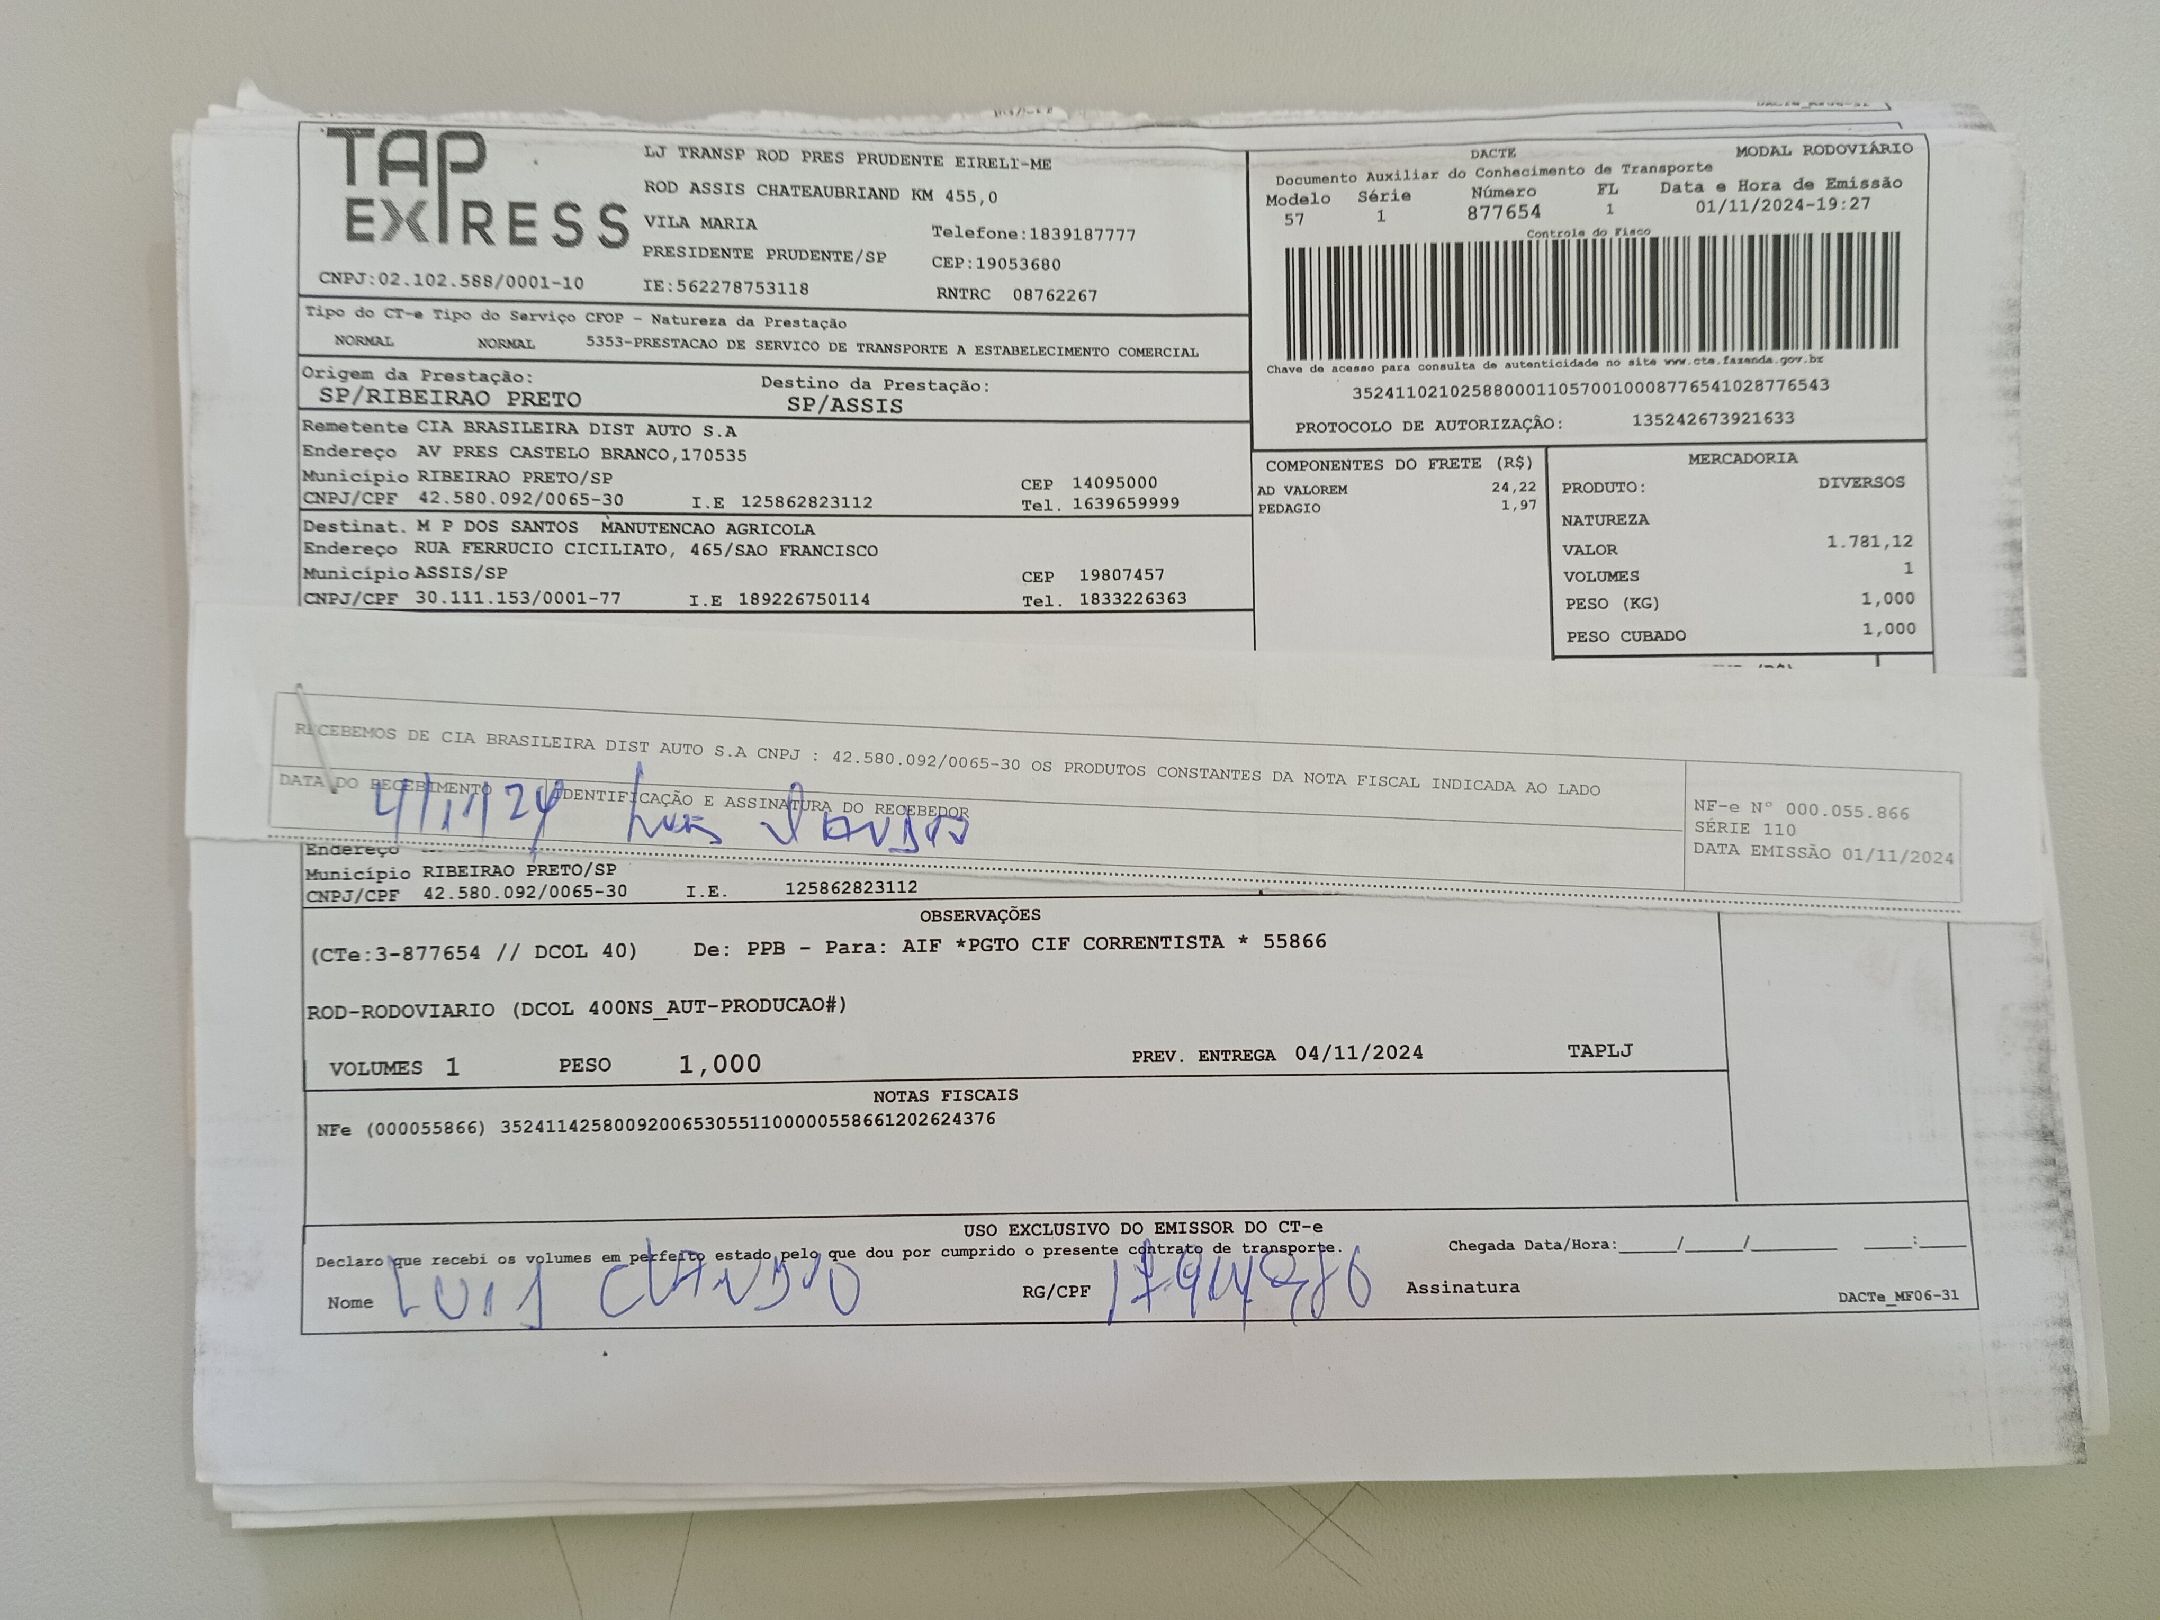 TAP
EXPRESS
CNPJ:02.102.588/0001-10
LJ TRANSP ROD PRES PRUDENTE EIRELI-ME
ROD ASSIS CHATEAUBRIAND KM 455,0
VILA MARIA
Telefone:1839187777
PRESIDENTE PRUDENTE/SP
CEP:19053680
IE:562278753118
RNTRC 08762267
DACTE
MODAL RODOVIÁRIO
Documento Auxiliar do Conhecimento de Transporte
Modelo Série Número FL Data e Hora de Emissão
57 1 877654 1 01/11/2024-19:27
Controle do Fisco
Chave de acesso para consulta de autenticidade no site www.cte.fazenda.gov.br
35241102102588000110570010008776541028776543
PROTOCOLO DE AUTORIZAÇÃO: 135242673921633
Tipo do CT-e Tipo do Serviço CFOP - Natureza da Prestação
NORMAL NORMAL 5353-PRESTACAO DE SERVICO DE TRANSPORTE A ESTABELECIMENTO COMERCIAL
Origem da Prestação: Destino da Prestação:
SP/RIBEIRAO PRETO SP/ASSIS
Remetente CIA BRASILEIRA DIST AUTO S.A
Endereço AV PRES CASTELO BRANCO,170535
Município RIBEIRAO PRETO/SP CEP 14095000
CNPJ/CPF 42.580.092/0065-30 I.E 125862823112 Tel. 1639659999
Destinat. M P DOS SANTOS MANUTENCAO AGRICOLA
Endereço RUA FERRUCIO CICILIATO, 465/SAO FRANCISCO
Município ASSIS/SP CEP 19807457
CNPJ/CPF 30.111.153/0001-77 I.E 189226750114 Tel. 1833226363
COMPONENTES DO FRETE (R$)
AD VALOREM 24,22
PEDAGIO 1,97
MERCADORIA
PRODUTO: DIVERSOS
NATUREZA
VALOR 1.781,12
VOLUMES 1
PESO (KG) 1,000
PESO CUBADO 1,000
RECEBEMOS DE CIA BRASILEIRA DIST AUTO S.A CNPJ : 42.580.092/0065-30 OS PRODUTOS CONSTANTES DA NOTA FISCAL INDICADA AO LADO
DATA DO RECEBIMENTO IDENTIFICAÇÃO E ASSINATURA DO RECEBEDOR
4/11/24 Luis
NF-e N° 000.055.866
SÉRIE 110
DATA EMISSÃO 01/11/2024
Endereço
Município RIBEIRAO PRETO/SP
CNPJ/CPF 42.580.092/0065-30 I.E. 125862823112
OBSERVAÇÕES
(CTe:3-877654 // DCOL 40) De: PPB - Para: AIF *PGTO CIF CORRENTISTA * 55866
ROD-RODOVIARIO (DCOL 400NS_AUT-PRODUCAO#)
VOLUMES 1 PESO 1,000 PREV. ENTREGA 04/11/2024 TAPLJ
NOTAS FISCAIS
NFe (000055866) 35241142580092006530551100000558661202624376
USO EXCLUSIVO DO EMISSOR DO CT-e
Declaro que recebi os volumes em perfeito estado pelo que dou por cumprido o presente contrato de transporte.
Chegada Data/Hora:_____/_____/________ ____:____
Nome LUIS CLAUDIO RG/CPF Assinatura
DACTe_MF06-31